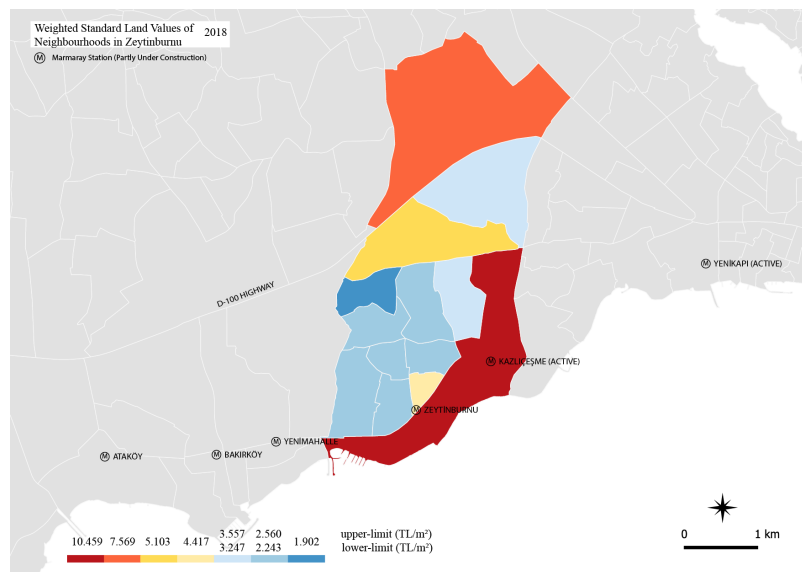 Weighted Standard Land Values of
Neighbourhoods in Zeytinburnu 2018
M Marmaray Station (Partly Under Construction)
M YENİKAPI (ACTIVE)
D-100 HIGHWAY
M KAZLIÇEŞME (ACTIVE)
M ZEYTİNBURNU
M YENİMAHALLE
M BAKIRKÖY
M ATAKÖY
10.459 7.569 5.103 4.417 3.557 2.560 1.902 upper-limit (TL/m²)
3.247 2.243 lower-limit (TL/m²)
0 1 km